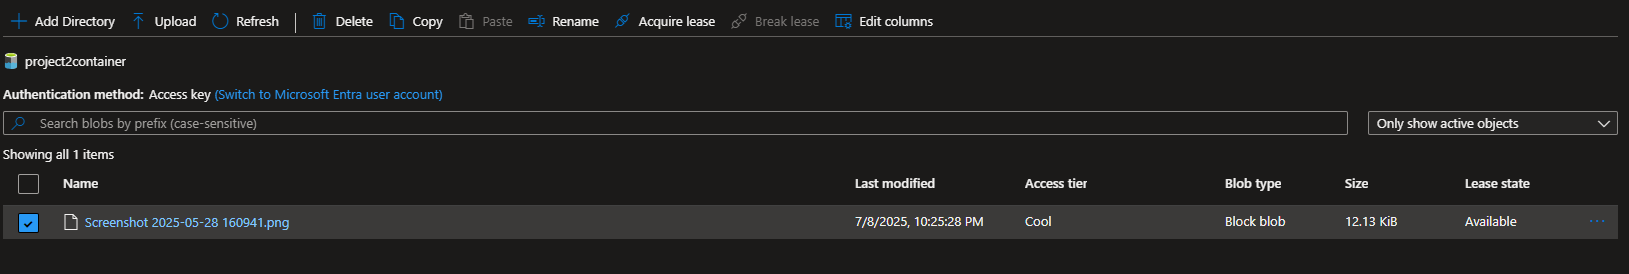 Add Directory Upload Refresh Delete Copy Paste Rename Acquire lease Break lease Edit columns
project2container
Authentication method: Access key (Switch to Microsoft Entra user account)
Search blobs by prefix (case-sensitive) Only show active objects
Showing all 1 items
Name Last modified Access tier Blob type Size Lease state
Screenshot 2025-05-28 160941.png 7/8/2025, 10:25:28 PM Cool Block blob 12.13 KiB Available ...